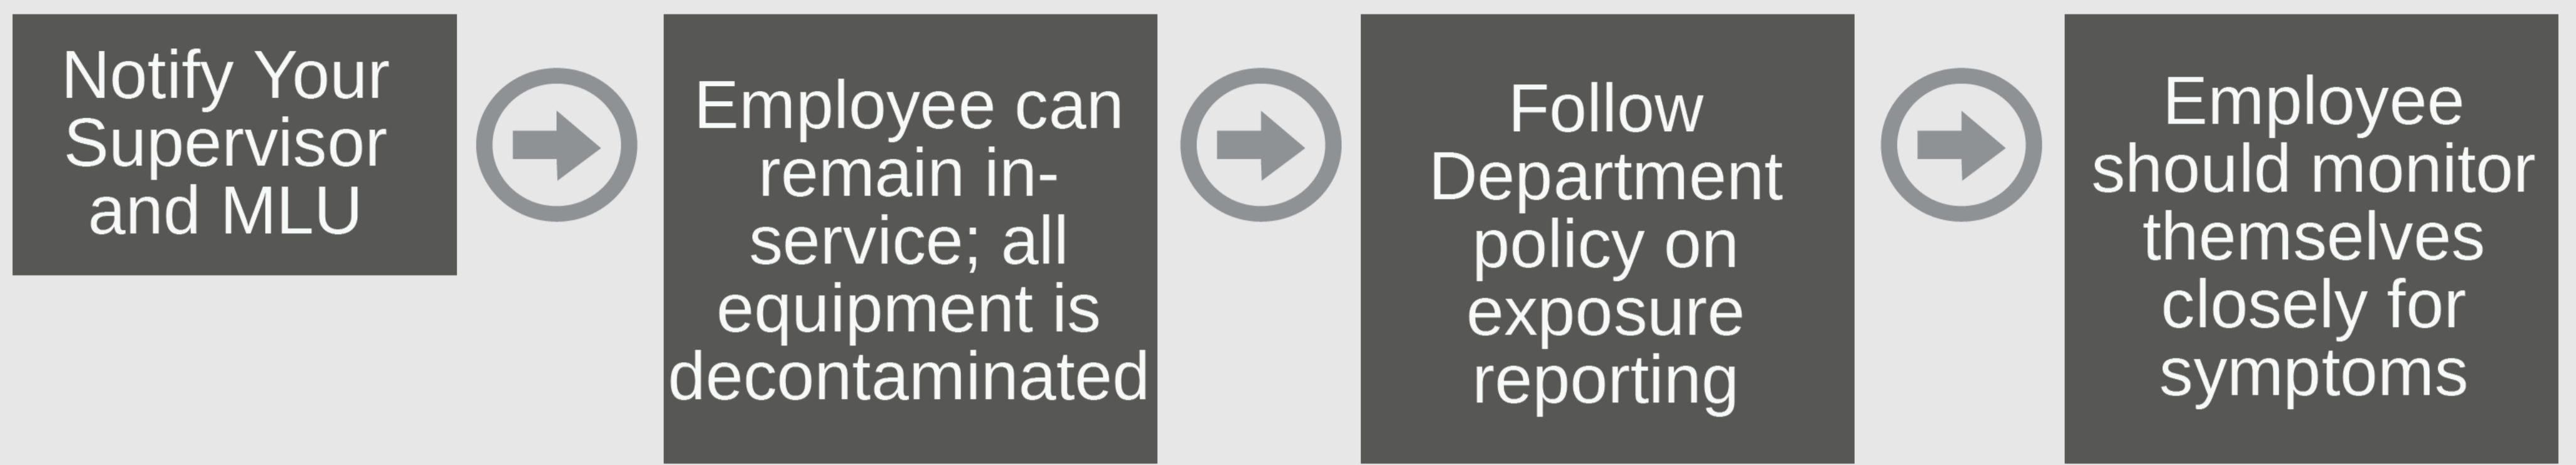 Notify Your
Supervisor
and MLU
Employee can
remain in-
service; all
equipment is
decontaminated
Follow
Department
policy on
exposure
reporting
Employee
should monitor
themselves
closely for
symptoms